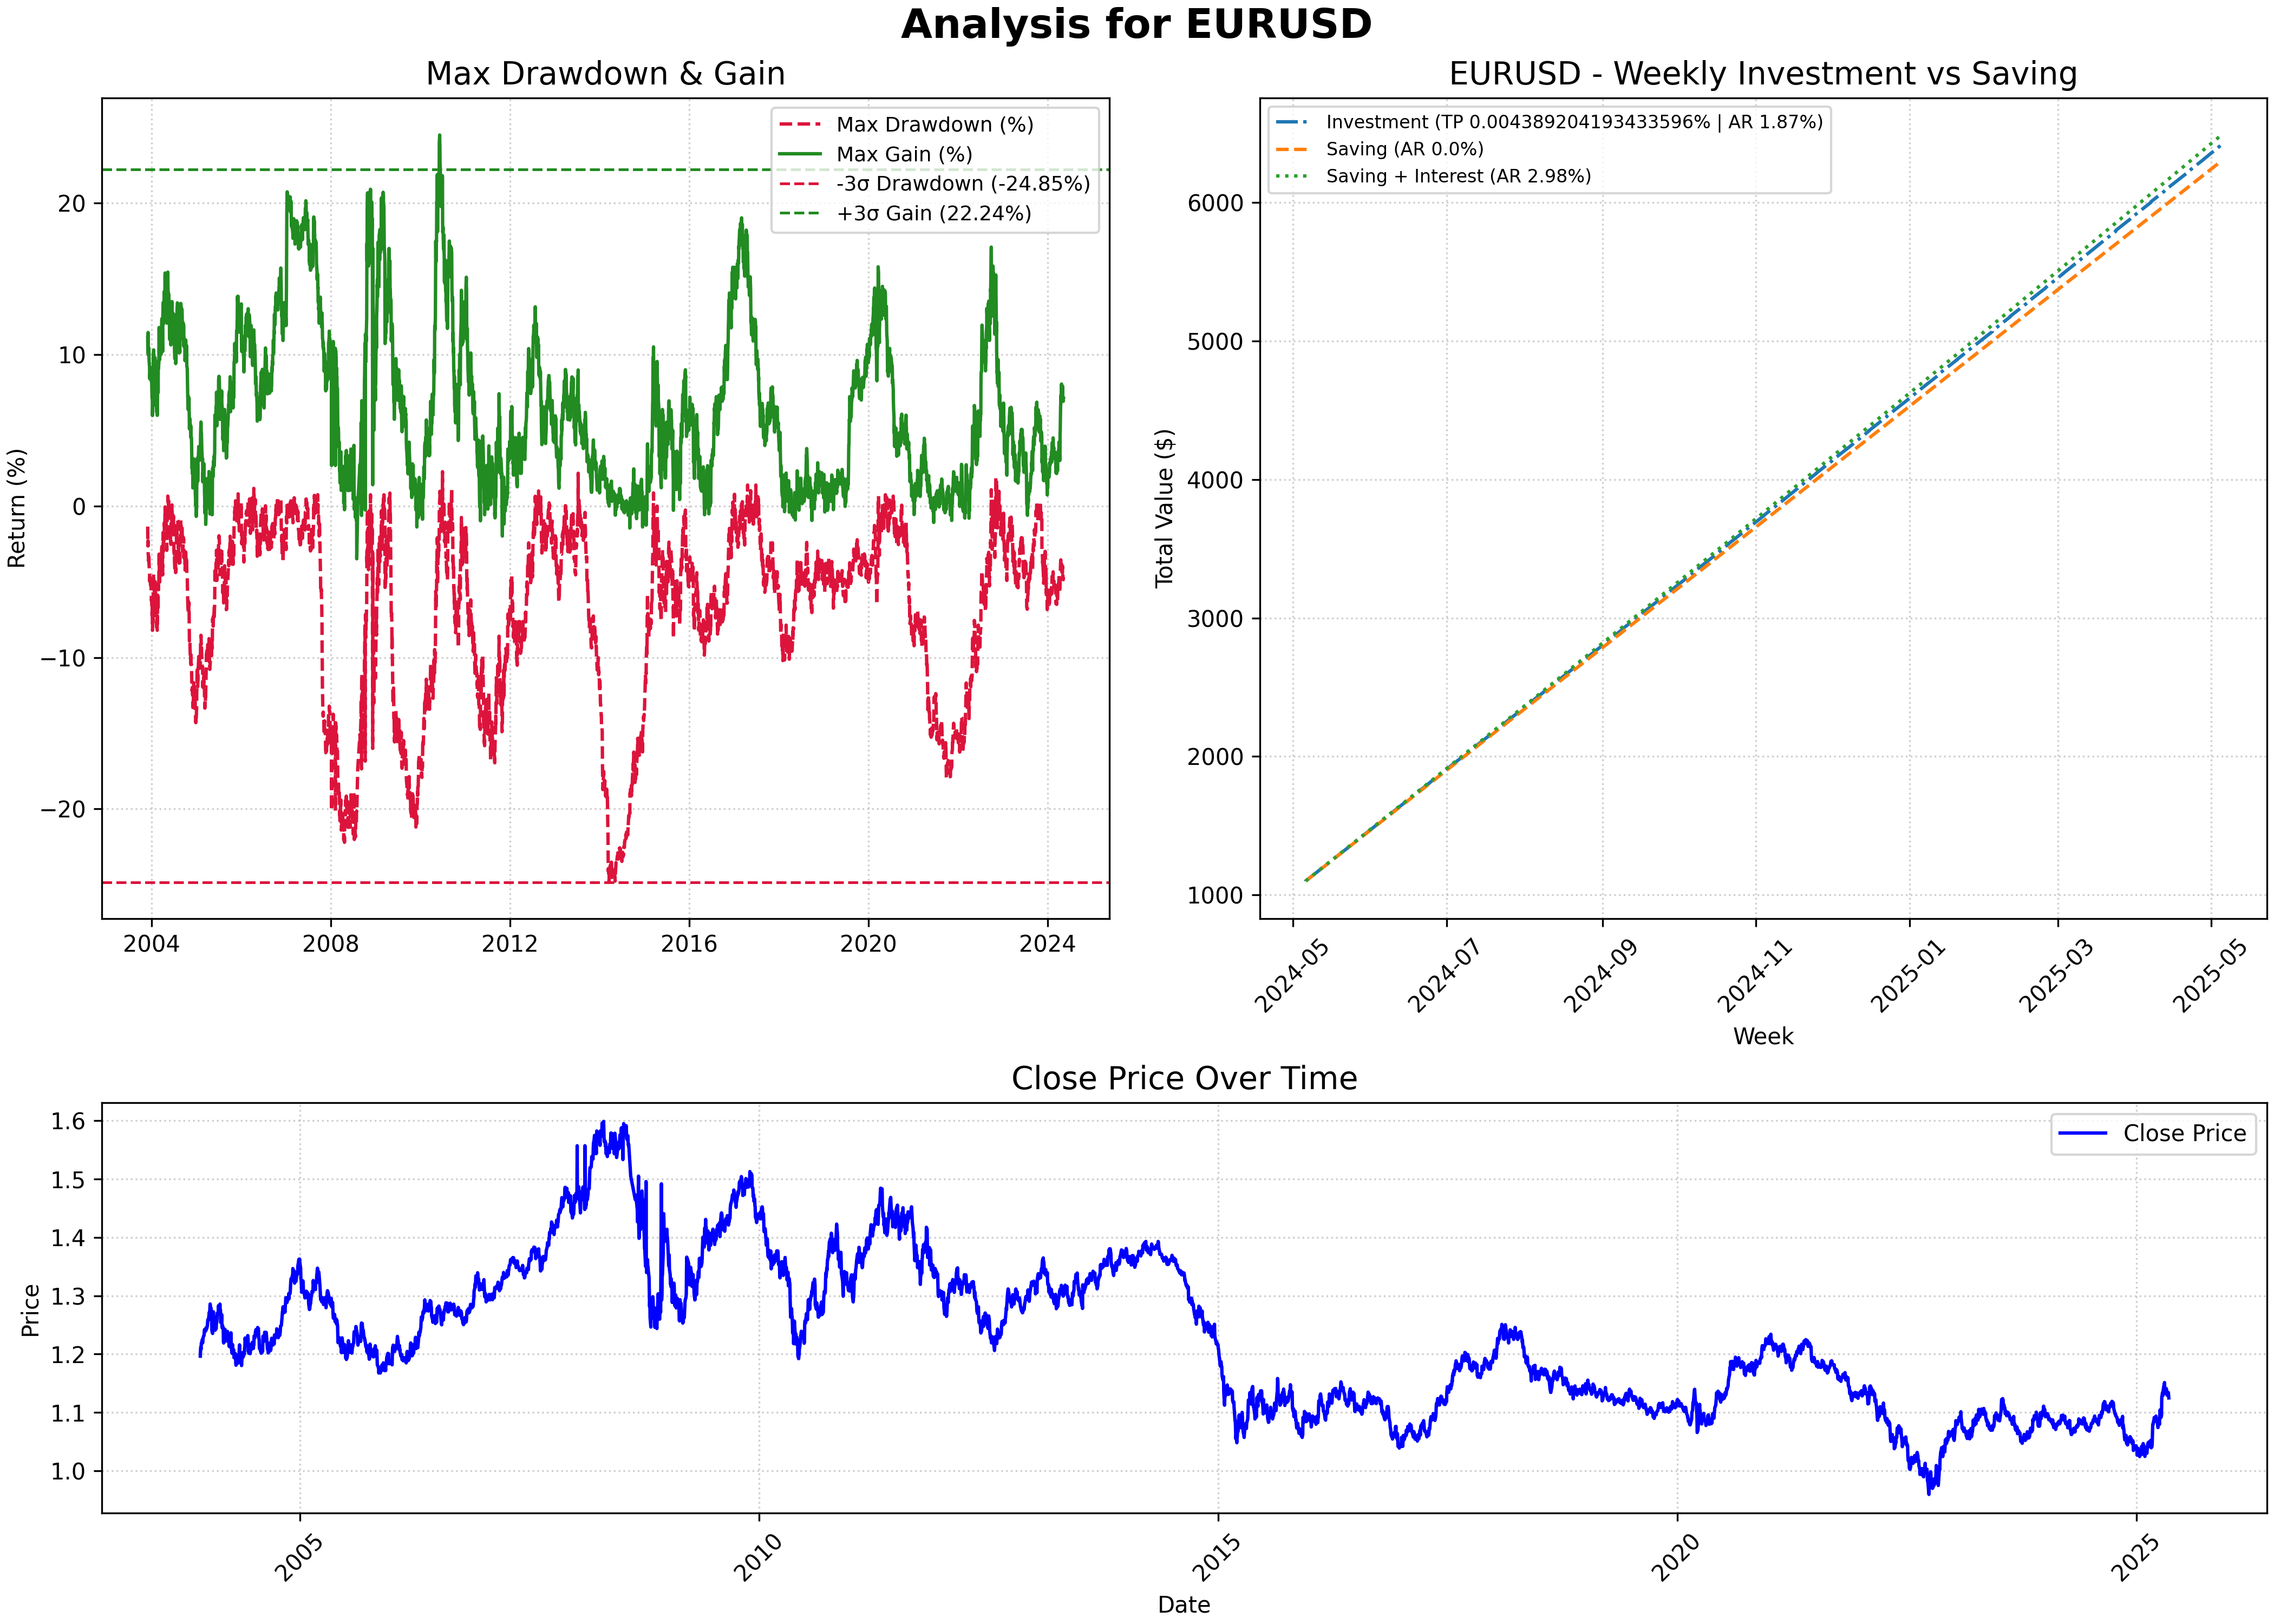 Analysis for EURUSD
Max Drawdown & Gain
Max Drawdown (%)
Max Gain (%)
-3σ Drawdown (-24.85%)
+3σ Gain (22.24%)
Return (%)
20
10
0
−10
−20
2004
2008
2012
2016
2020
2024
EURUSD - Weekly Investment vs Saving
Investment (TP 0.004389204193433596% | AR 1.87%)
Saving (AR 0.0%)
Saving + Interest (AR 2.98%)
Total Value ($)
6000
5000
4000
3000
2000
1000
2024-05
2024-07
2024-09
2024-11
2025-01
2025-03
2025-05
Week
Close Price Over Time
Close Price
Price
1.6
1.5
1.4
1.3
1.2
1.1
1.0
2005
2010
2015
2020
2025
Date